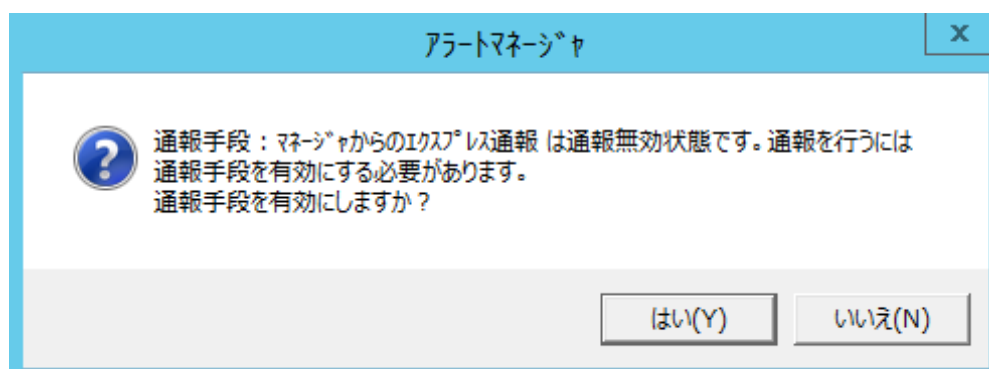 ｱﾗｰﾄﾏﾈｰｼﾞｬ
x
通報手段：ﾏﾈｰｼﾞｬからのｴｸｽﾌﾟﾚｽ通報 は通報無効状態です。通報を行うには
通報手段を有効にする必要があります。
通報手段を有効にしますか？
はい(Y)
いいえ(N)